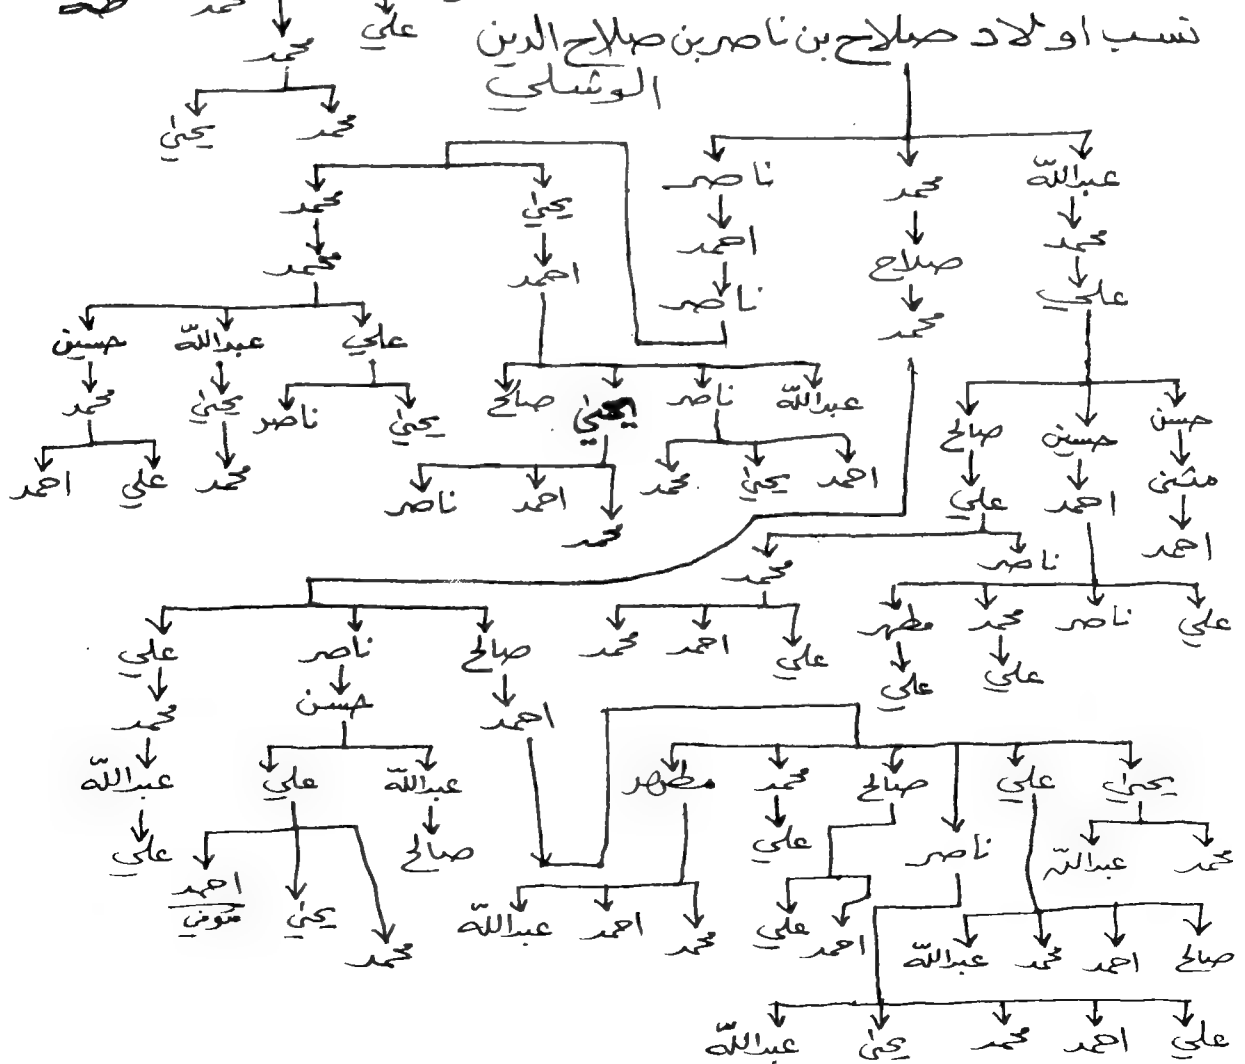 علي
محمد
نسب اولاد صلاح بن ناصر بن صلاح الدين
الوشلي
يحيى محمد
عبدالله محمد ناصر
محمد يحيى
محمد احمد
صلاح احمد محمد
علي ناصر
محمد
علي عبدالله حسين
عبدالله ناصر يحيى صالح
يحيى ناصر يحيى محمد
حسن حسين صالح
احمد يحيى محمد
محمد احمد ناصر
محمد علي احمد
مثنى احمد علي
احمد ناصر محمد
علي ناصر محمد مطهر
علي علي
علي احمد محمد
صالح ناصر علي
احمد حسن محمد
عبدالله علي عبدالله
صالح علي
محمد يحيى احمد
متوفي
يحيى علي صالح محمد مطهر
ناصر علي
محمد عبدالله
احمد علي محمد احمد عبدالله
صالح احمد محمد عبدالله
علي احمد محمد يحيى عبدالله